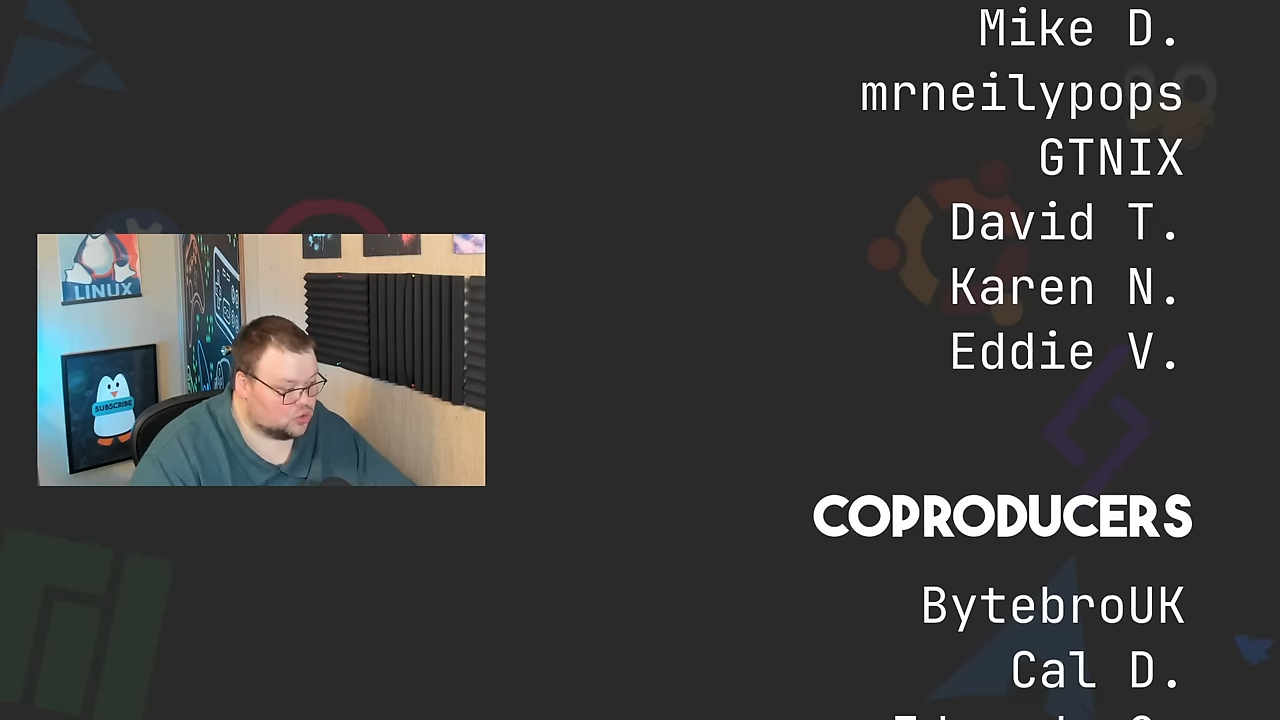 Mike D.
mrneilypops
GTNIX
David T.
Karen N.
Eddie V.
COPRODUCERS
BytebroUK
Cal D.
LINUX
SUBSCRIBE